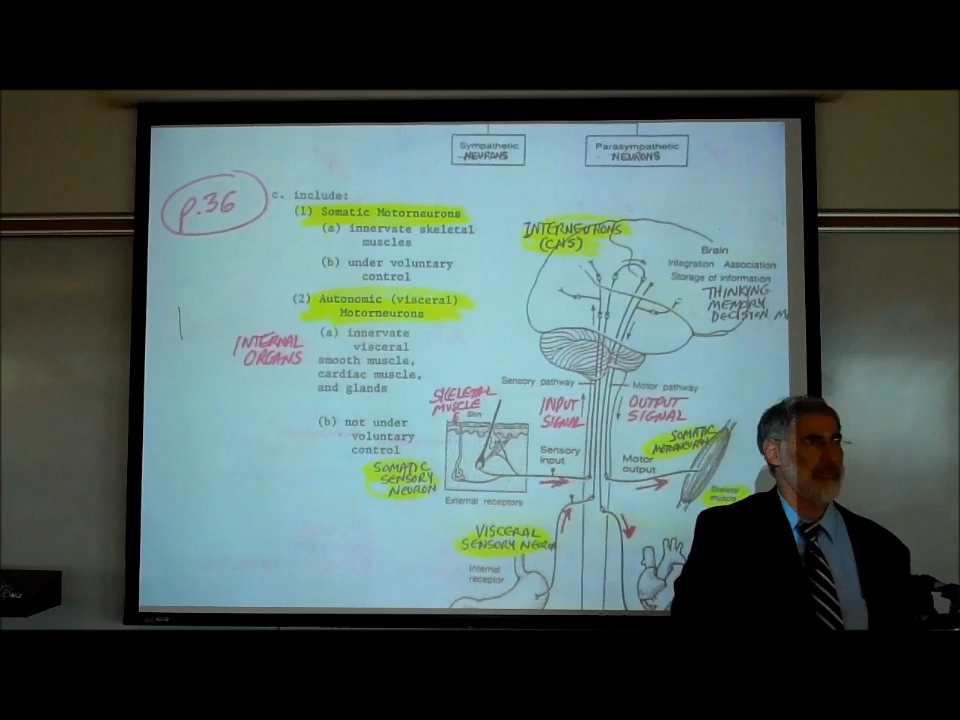 Sympathetic
NEURONS
Parasympathetic
NEURONS
p.36
c. include:
(1) Somatic Motorneurons
(a) innervate skeletal
muscles
(b) under voluntary
control
(2) Autonomic (visceral)
Motorneurons
(a) innervate
visceral
smooth muscle,
cardiac muscle,
and glands
(b) not under
voluntary
control
INTERNAL
ORGANS
INTERNEURONS
(CNS)
Brain
Integration Association
Storage of information
THINKING
MEMORY
DECISION M
Sensory pathway
Motor pathway
INPUT
SIGNAL
OUTPUT
SIGNAL
SKELETAL
MUSCLE
&
Skin
SOMATIC
SENSORY
NEURON
External receptors
Sensory
input
Motor
output
SOMATIC
Skeletal
muscle
VISCERAL
SENSORY NEURON
Internal
receptor